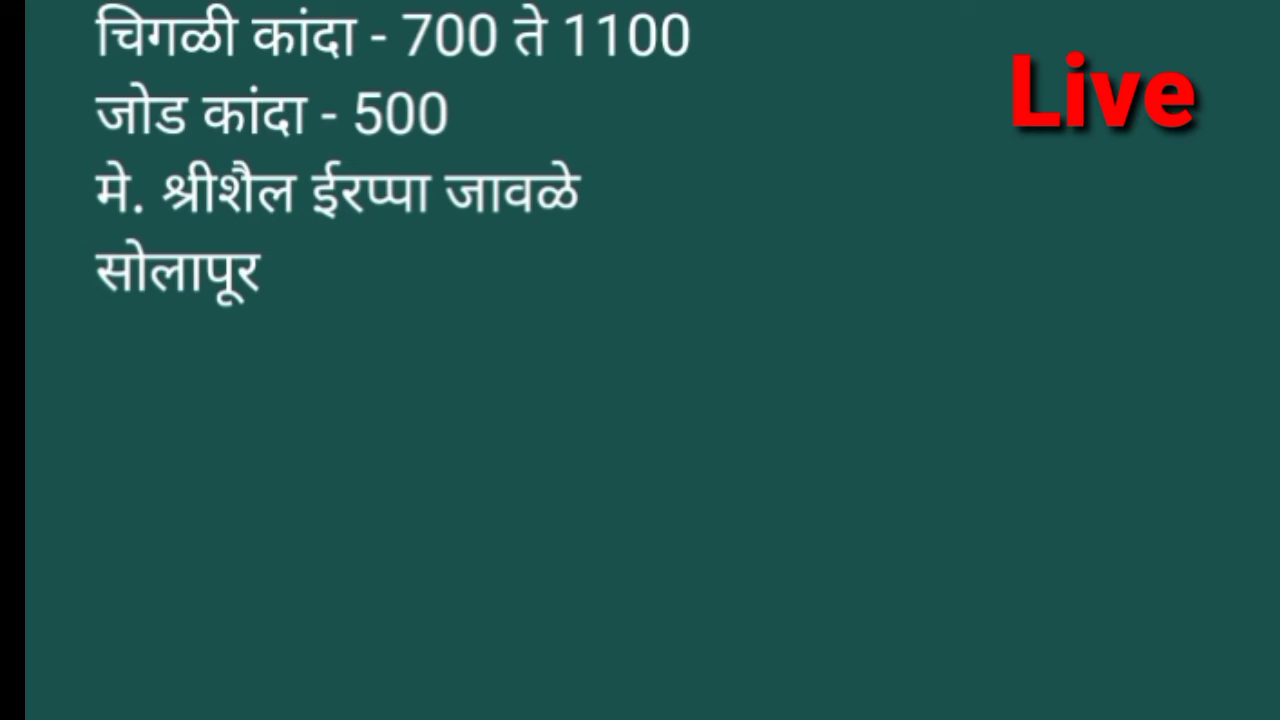 चिगळी कांदा - 700 ते 1100
Live
जोड कांदा - 500
मे. श्रीशैल ईरप्पा जावळे
सोलापूर